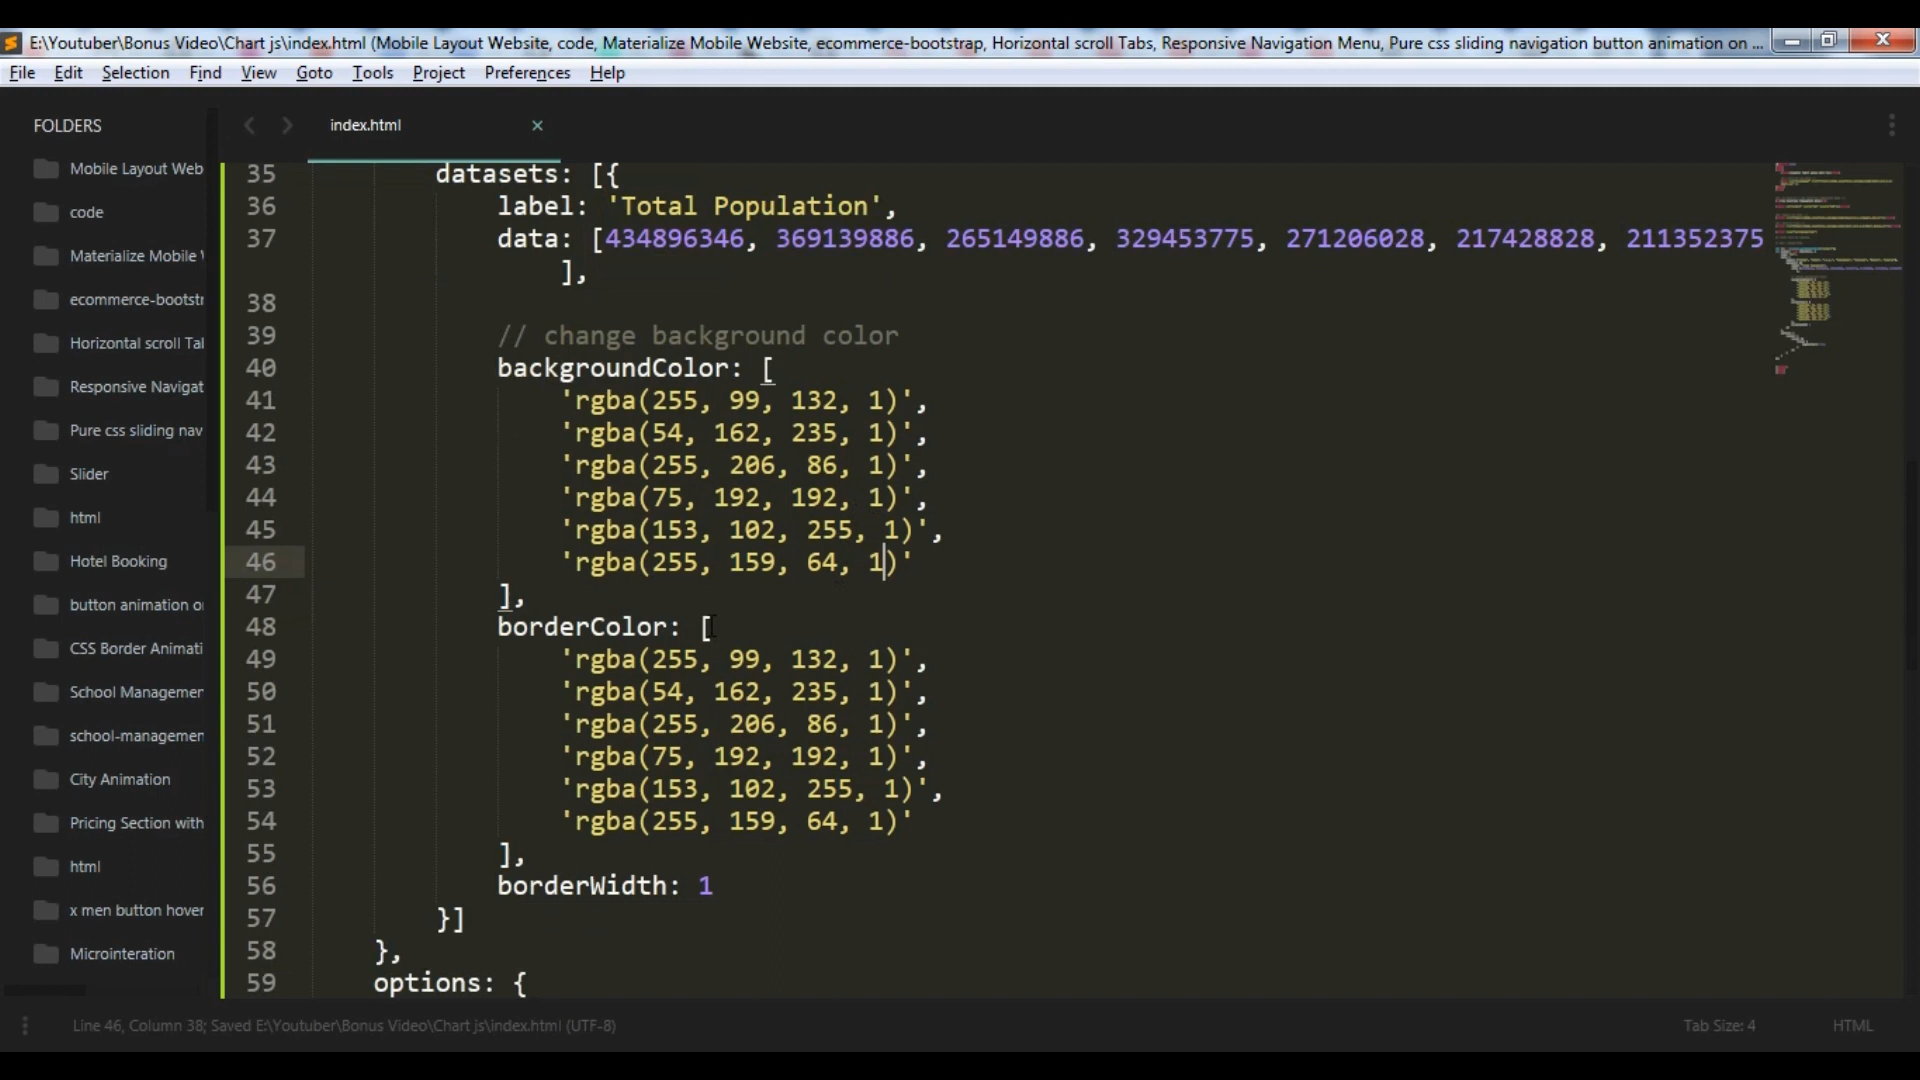 E:\Youtuber\Bonus Video\Chart js\index.html (Mobile Layout Website, code, Materialize Mobile Website, ecommerce-bootstrap, Horizontal scroll Tabs, Responsive Navigation Menu, Pure css sliding navigation button animation on ...
File Edit Selection Find View Goto Tools Project Preferences Help
FOLDERS
Mobile Layout Web
code
Materialize Mobile
ecommerce-bootstr
Horizontal scroll Tal
Responsive Navigat
Pure css sliding nav
Slider
html
Hotel Booking
button animation o
CSS Border Animati
School Managemen
school-managemen
City Animation
Pricing Section with
html
x men button hover
Microinteration
index.html ×
35 datasets: [{
36 label: 'Total Population',
37 data: [434896346, 369139886, 265149886, 329453775, 271206028, 217428828, 211352375
],
38
39 // change background color
40 backgroundColor: [
41 'rgba(255, 99, 132, 1)',
42 'rgba(54, 162, 235, 1)',
43 'rgba(255, 206, 86, 1)',
44 'rgba(75, 192, 192, 1)',
45 'rgba(153, 102, 255, 1)',
46 'rgba(255, 159, 64, 1)'
47 ],
48 borderColor: [
49 'rgba(255, 99, 132, 1)',
50 'rgba(54, 162, 235, 1)',
51 'rgba(255, 206, 86, 1)',
52 'rgba(75, 192, 192, 1)',
53 'rgba(153, 102, 255, 1)',
54 'rgba(255, 159, 64, 1)'
55 ],
56 borderWidth: 1
57 }]
58 },
59 options: {
Line 46, Column 38; Saved E:\Youtuber\Bonus Video\Chart js\index.html (UTF-8)
Tab Size: 4
HTML